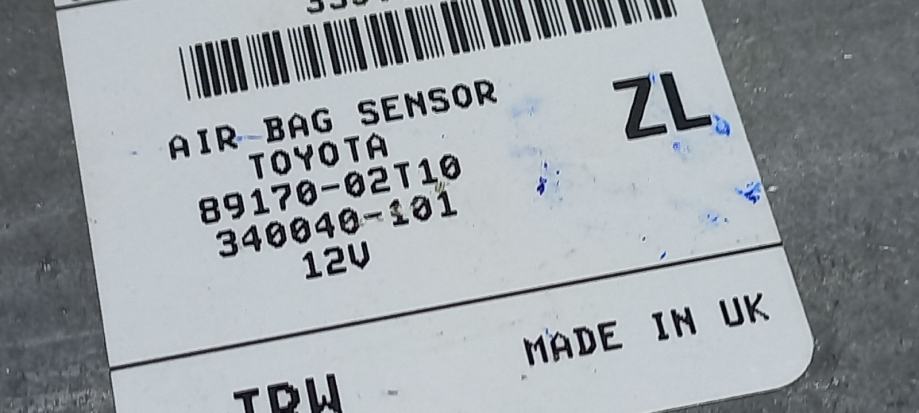 AIR BAG SENSOR
ZL
TOYOTA
89170-02T10
340040-101
12V
MADE IN UK
TRW